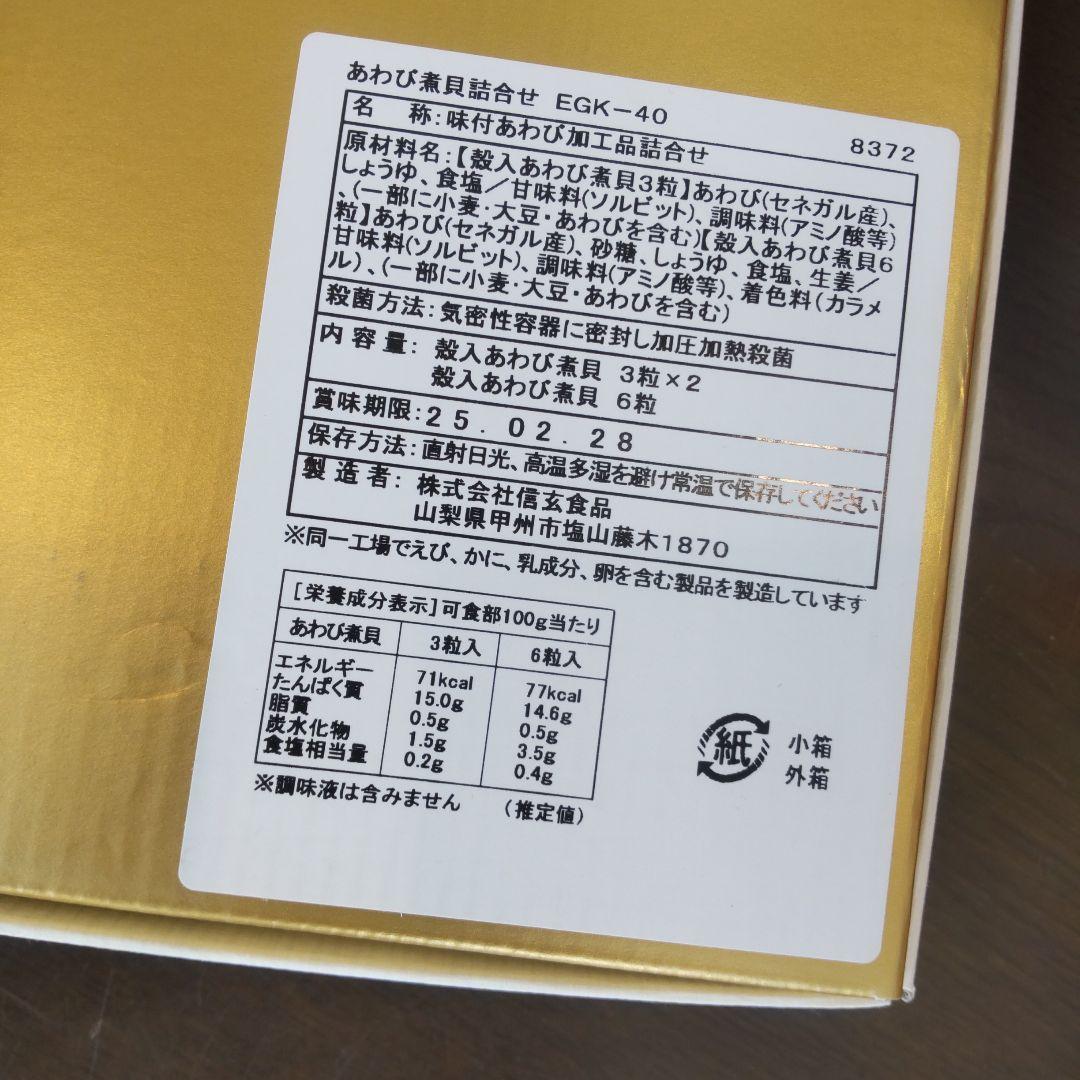 あわび煮貝詰合せ EGK-40
8372
名 称:味付あわび加工品詰合せ
原材料名:【殻入あわび煮貝3粒】あわび(セネガル産)、
しょうゆ、食塩/甘味料(ソルビット)、調味料(アミノ酸等)
、(一部に小麦・大豆・あわびを含む)【殻入あわび煮貝6
粒】あわび(セネガル産)、砂糖、しょうゆ、食塩、生姜/
甘味料(ソルビット)、調味料(アミノ酸等)、着色料(カラメ
ル)、(一部に小麦・大豆・あわびを含む)
殺菌方法:気密性容器に密封し加圧加熱殺菌
内容量: 殻入あわび煮貝 3粒×2
殻入あわび煮貝 6粒
賞味期限:25.02.28
保存方法:直射日光、高温多湿を避け常温で保存してください
製造者: 株式会社信玄食品
山梨県甲州市塩山藤木1870
※同一工場でえび、かに、乳成分、卵を含む製品を製造しています
[栄養成分表示]可食部100g当たり
あわび煮貝 3粒入 6粒入
エネルギー 71kcal 77kcal
たんぱく質 15.0g 14.6g
脂質 0.5g 0.5g
炭水化物 1.5g 3.5g
食塩相当量 0.2g 0.4g
※調味液は含みません (推定値)
紙 小箱
外箱